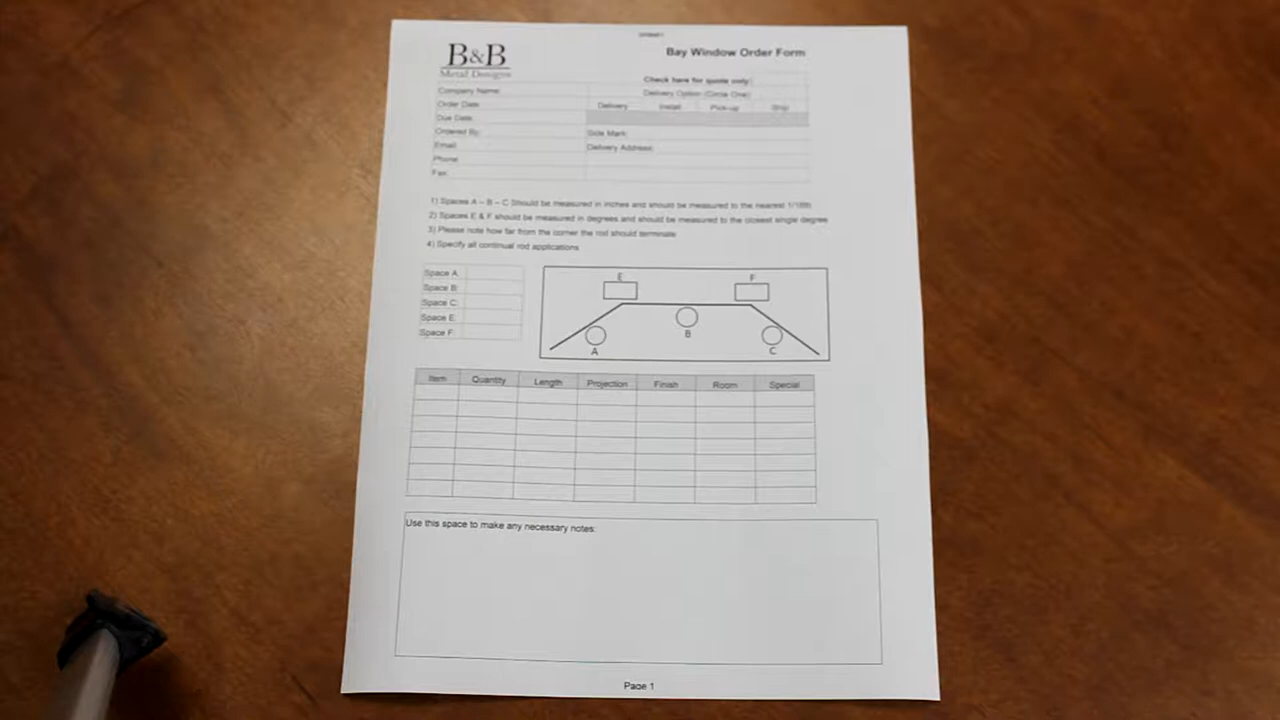 Bay Window Order Form
B&B
Metal Designs
Check here for quote only:
Company Name:
Delivery Option (Circle One)
Order Date:
Delivery Install Pick-up Ship
Due Date:
Ordered By:
Side Mark:
Email:
Delivery Address:
Phone:
Fax:
1) Spaces A – B – C Should be measured in inches and should be measured to the nearest 1/16th
2) Spaces E & F should be measured in degrees and should be measured to the closest single degree
3) Please note how far from the corner the rod should terminate
4) Specify all continual rod applications
Space A:
Space B:
Space C:
Space E:
Space F:
E F
B
A C
Item Quantity Length Projection Finish Room Special
Use this space to make any necessary notes:
Page 1